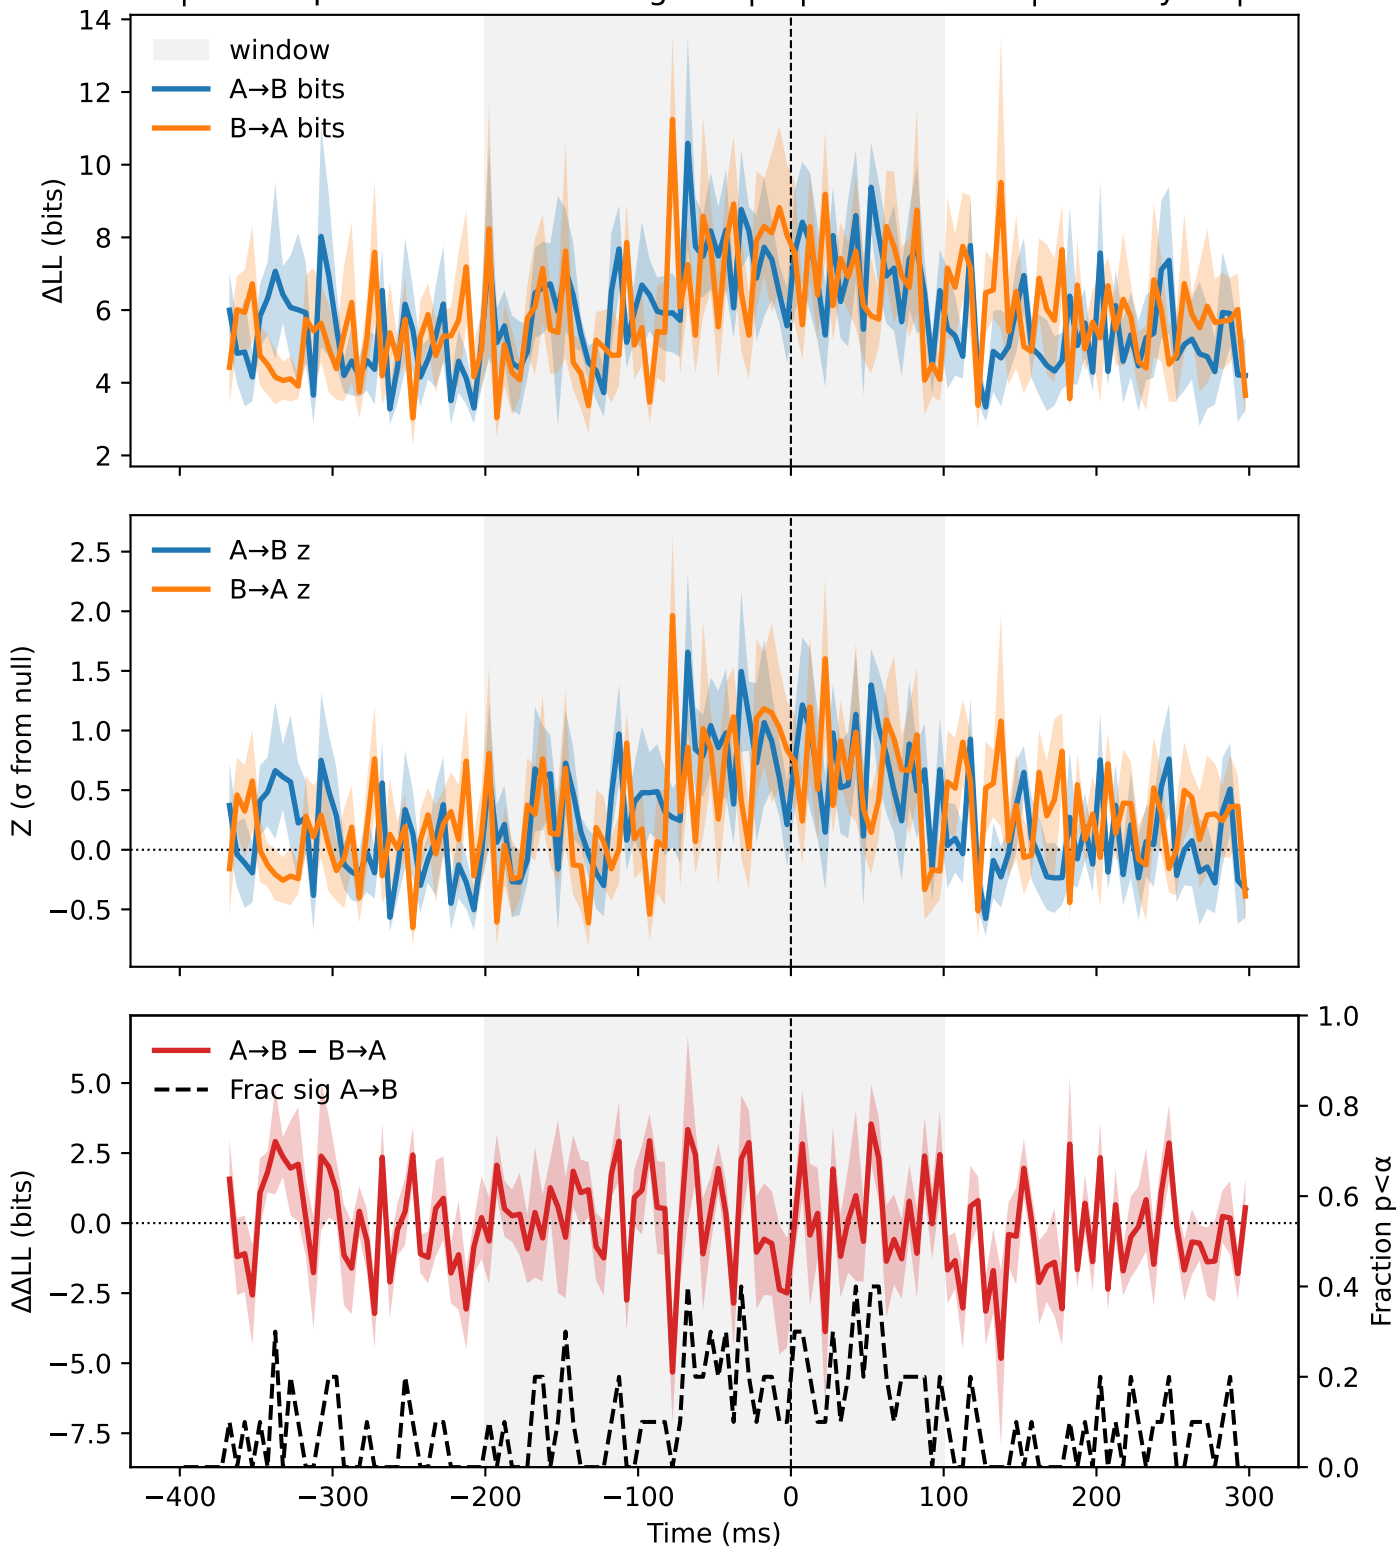 14
12
10
8
6
4
2
ΔLL (bits)
window
A→B bits
B→A bits
2.5
2.0
1.5
1.0
0.5
0.0
−0.5
Z (σ from null)
A→B z
B→A z
5.0
2.5
0.0
−2.5
−5.0
−7.5
ΔΔLL (bits)
A→B − B→A
Frac sig A→B
1.0
0.8
0.6
0.4
0.2
0.0
Fraction p<α
−400 −300 −200 −100 0 100 200 300
Time (ms)